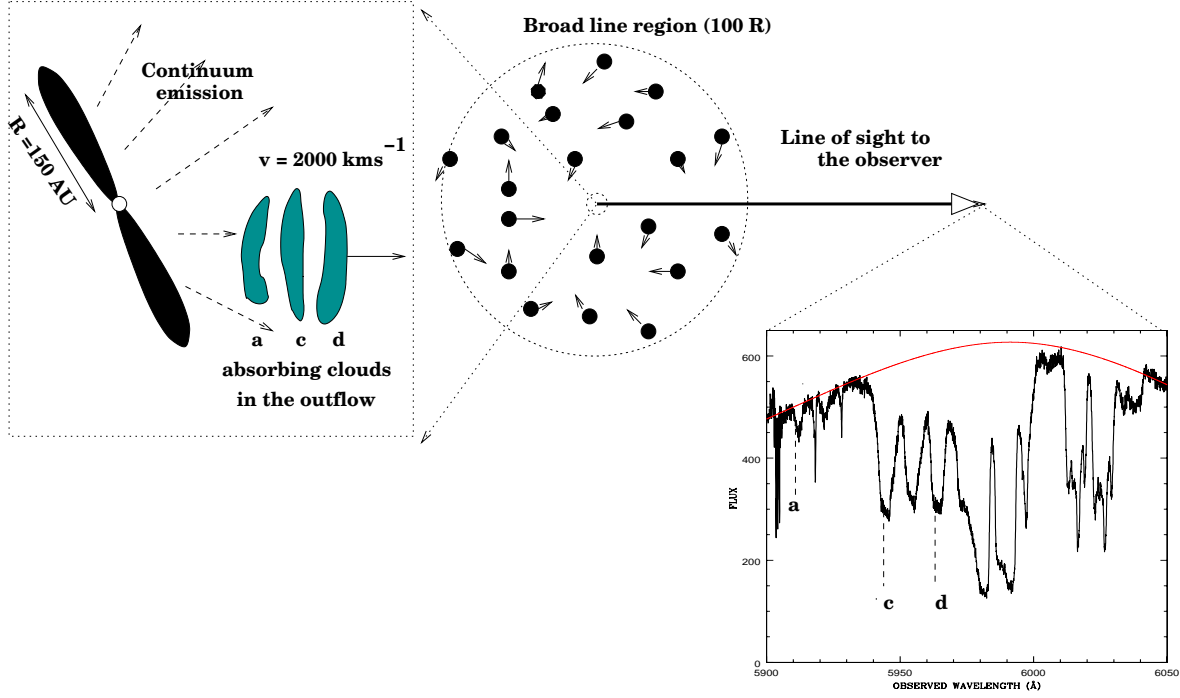 Broad line region (100 R)
Continuum
emission
R =150 AU
v = 2000 kms⁻¹
Line of sight to
the observer
a c d
absorbing clouds
in the outflow
600
400
200
0
FLUX
a
c
d
5900 5950 6000 6050
OBSERVED WAVELENGTH (Å)